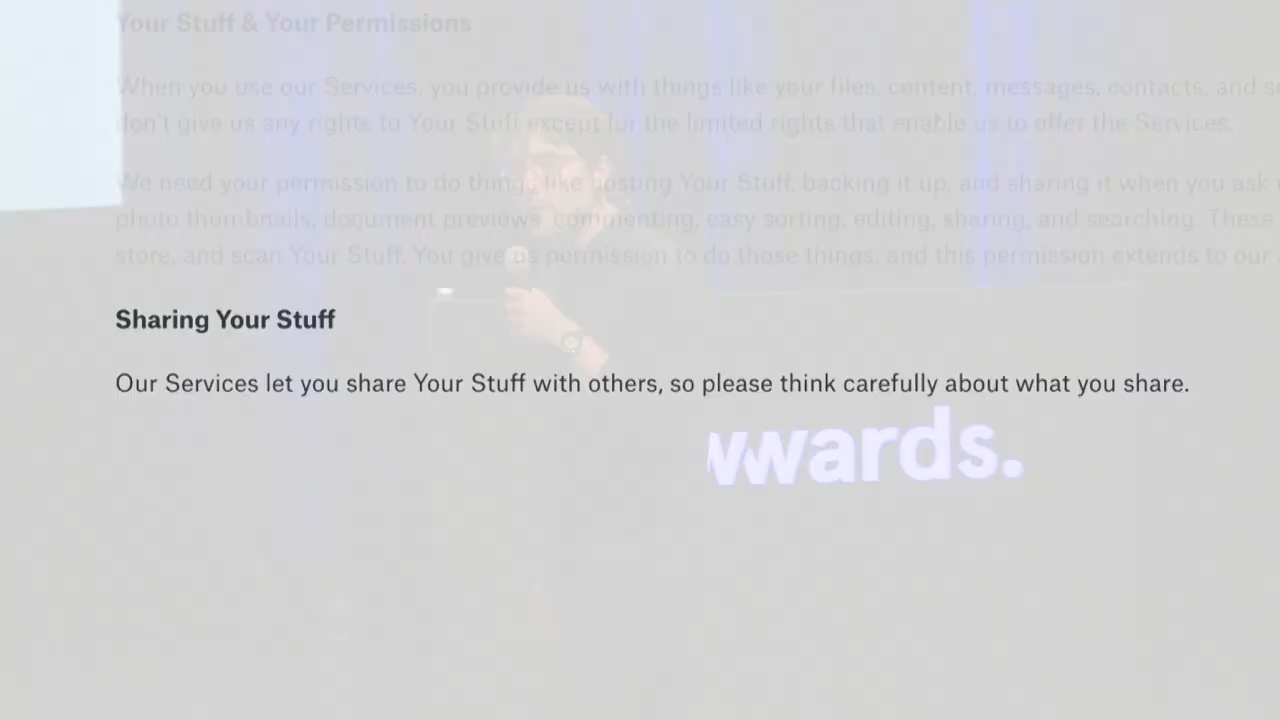 Your Stuff & Your Permissions
When you use our Services, you provide us with things like your files, content, messages, contacts, and
don't give us any rights to Your Stuff except for the limited rights that enable us to offer the Services.
We need your permission to do things like hosting Your Stuff, backing it up, and sharing it when you ask
photo thumbnails, document previews, commenting, easy sorting, editing, sharing, and searching. These
store, and scan Your Stuff. You give us permission to do those things, and this permission extends to our
Sharing Your Stuff
Our Services let you share Your Stuff with others, so please think carefully about what you share.
wwards.